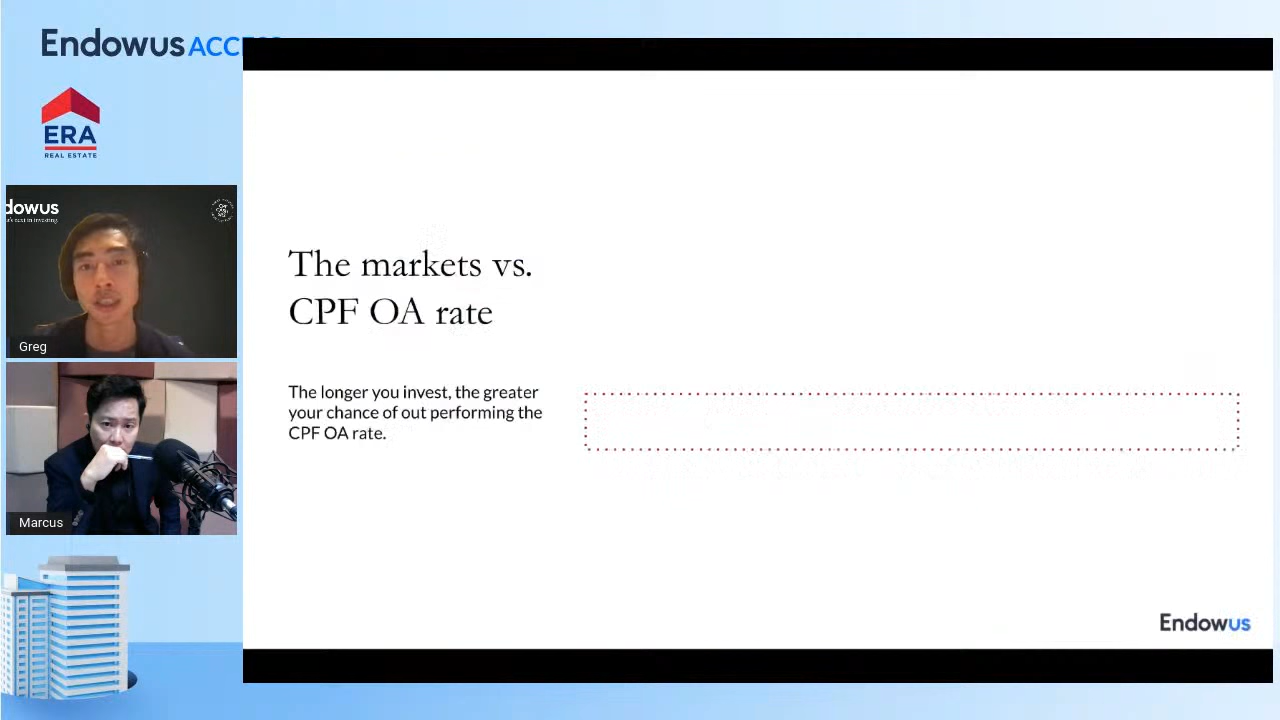 Endowus ACC
ERA
REAL ESTATE
dowus
Greg
Marcus
The markets vs.
CPF OA rate
The longer you invest, the greater
your chance of out performing the
CPF OA rate.
Endowus